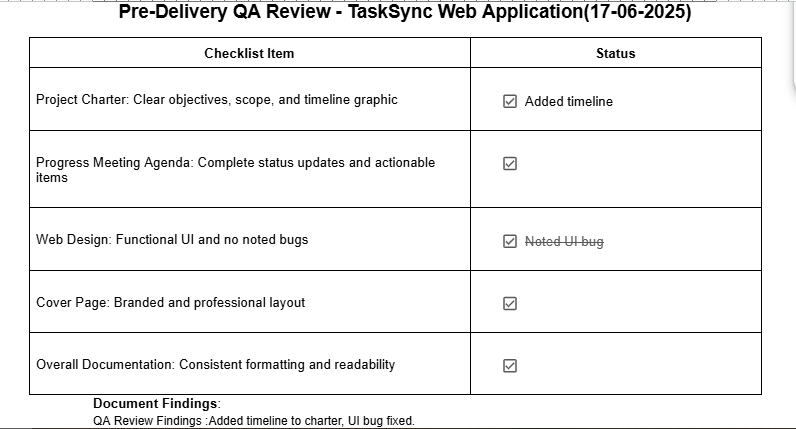 Pre-Delivery QA Review - TaskSync Web Application(17-06-2025)
Checklist Item
Status
Project Charter: Clear objectives, scope, and timeline graphic
Added timeline
Progress Meeting Agenda: Complete status updates and actionable
items
Web Design: Functional UI and no noted bugs
Noted UI bug
Cover Page: Branded and professional layout
Overall Documentation: Consistent formatting and readability
Document Findings:
QA Review Findings :Added timeline to charter, UI bug fixed.